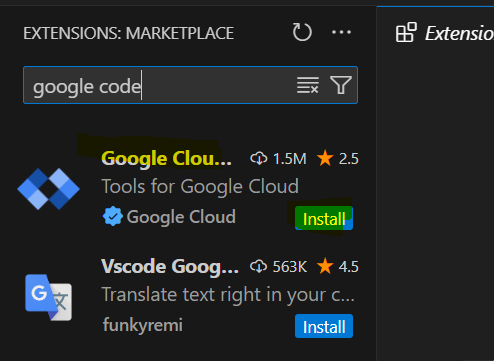 EXTENSIONS: MARKETPLACE
Extensio
google code
Google Clou... 1.5M 2.5
Tools for Google Cloud
Google Cloud Install
Vscode Goog... 563K 4.5
G 文
Translate text right in your c...
funkyremi Install